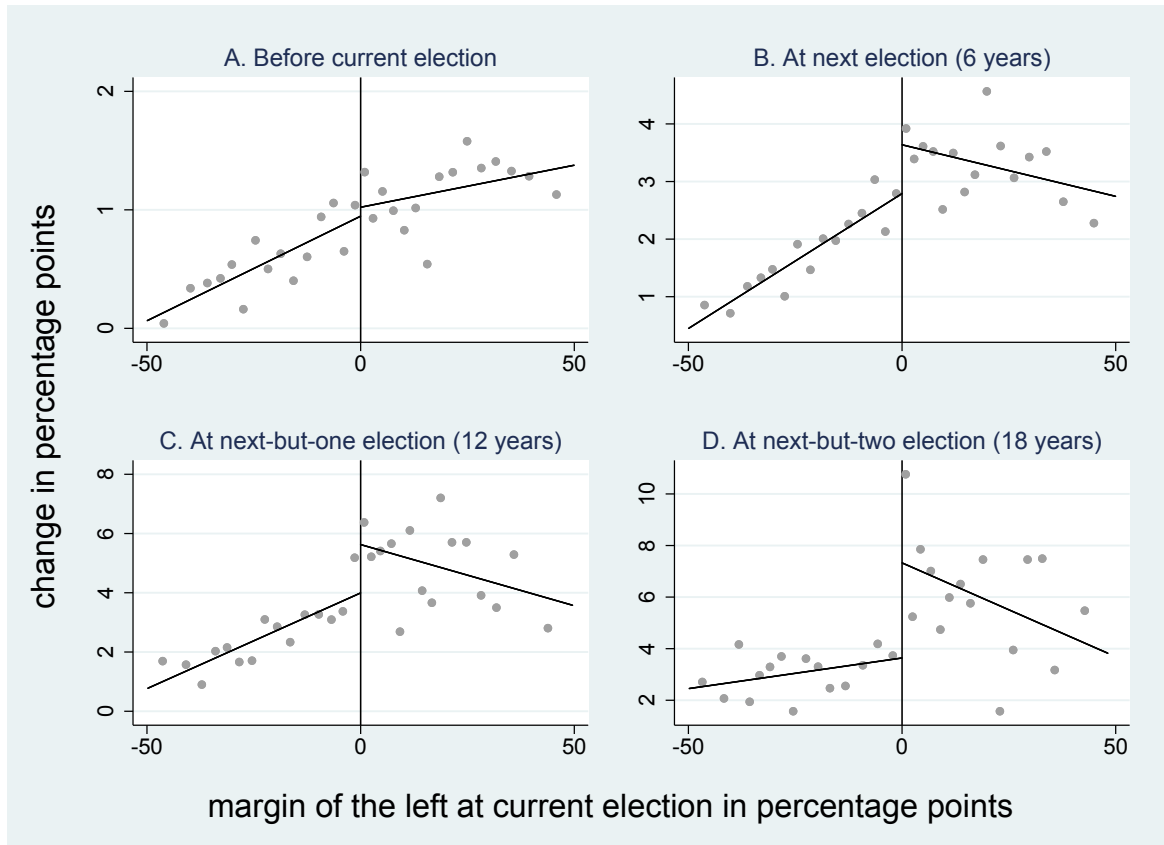 A. Before current election
2
1
0
-50 0 50
B. At next election (6 years)
4
3
2
1
-50 0 50
C. At next-but-one election (12 years)
8
6
4
2
0
-50 0 50
D. At next-but-two election (18 years)
10
8
6
4
2
-50 0 50
change in percentage points
margin of the left at current election in percentage points